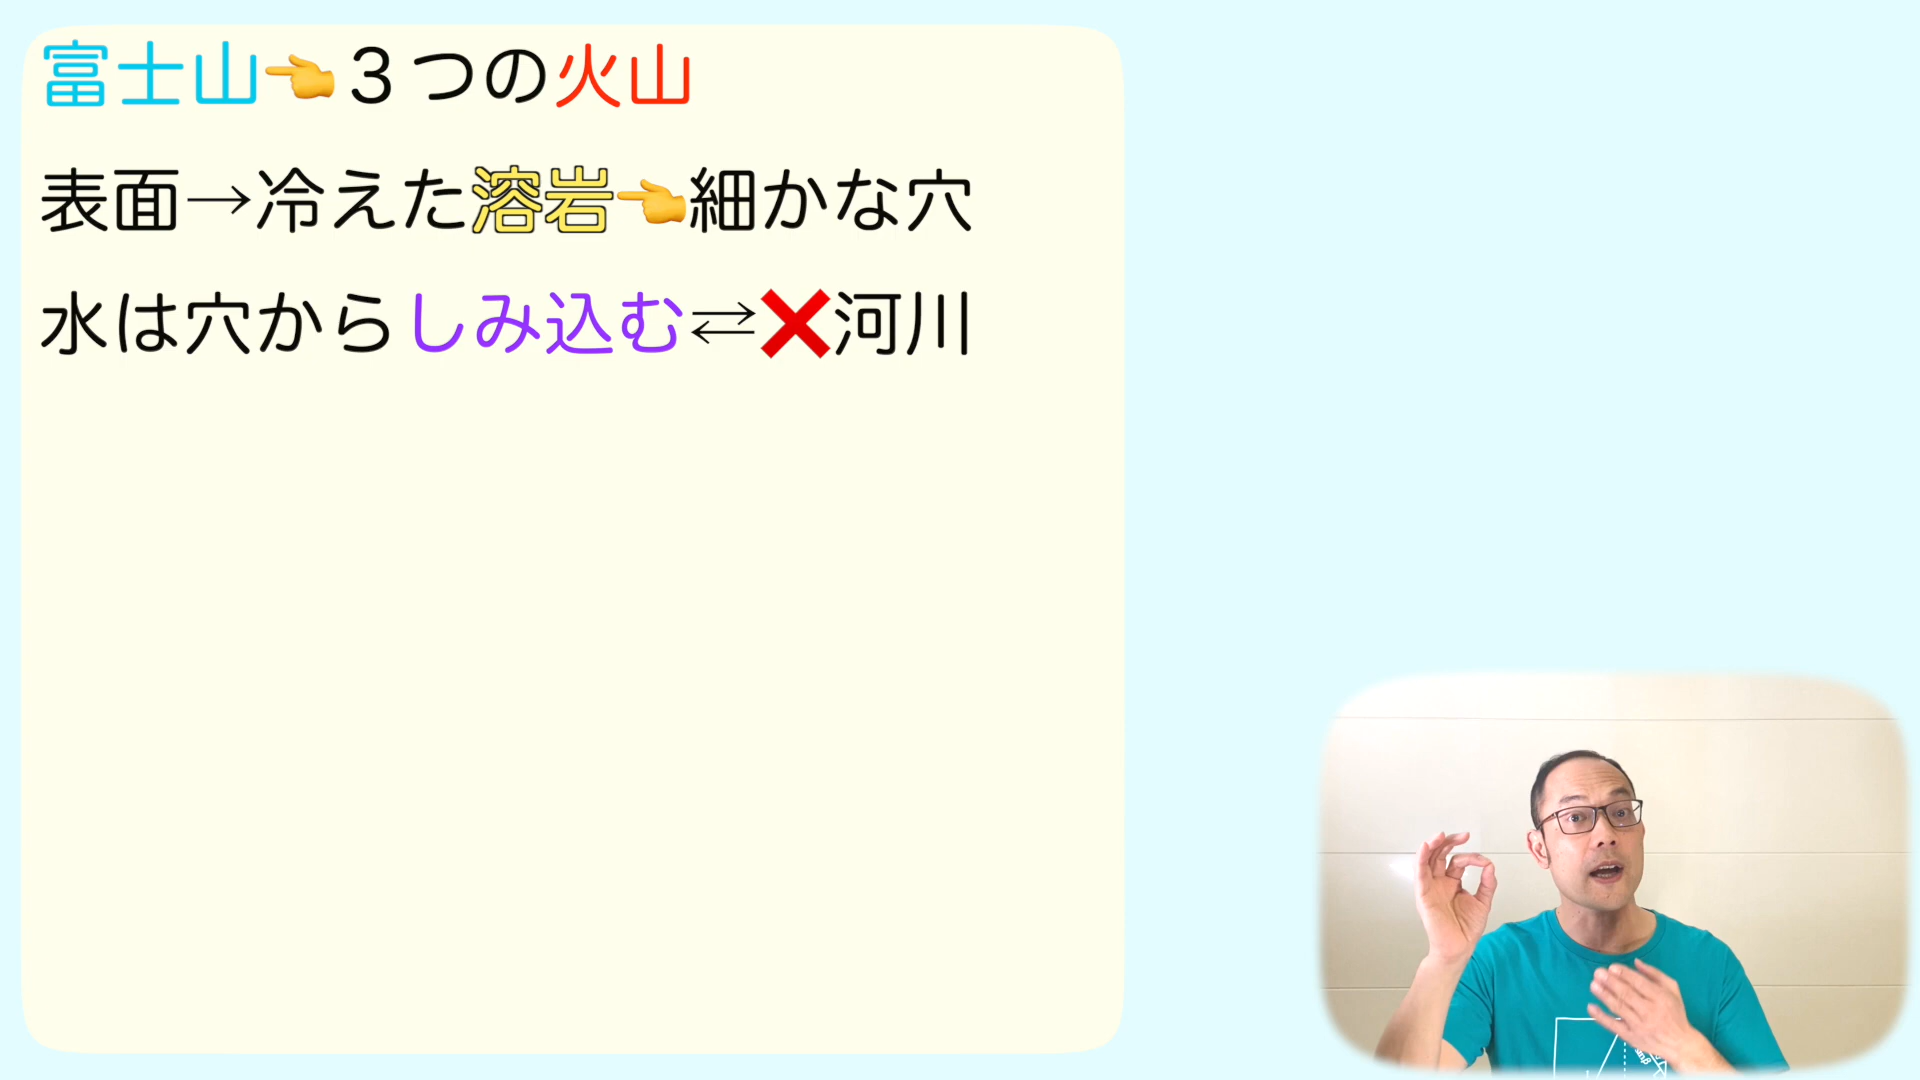 富士山👈３つの火山
表面→冷えた溶岩👈細かな穴
水は穴からしみ込む⇄❌河川